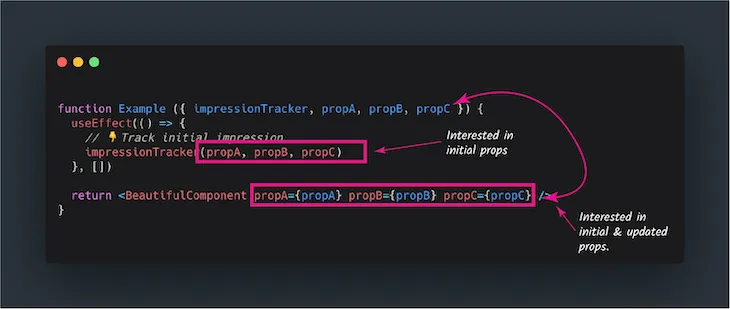 function Example ({ impressionTracker, propA, propB, propC }) {
useEffect(() => {
// 👇Track initial impression
impressionTracker(propA, propB, propC)
}, [])
Interested in
initial props
return <BeautifulComponent propA={propA} propB={propB} propC={propC} />
}
Interested in
initial & updated
props.